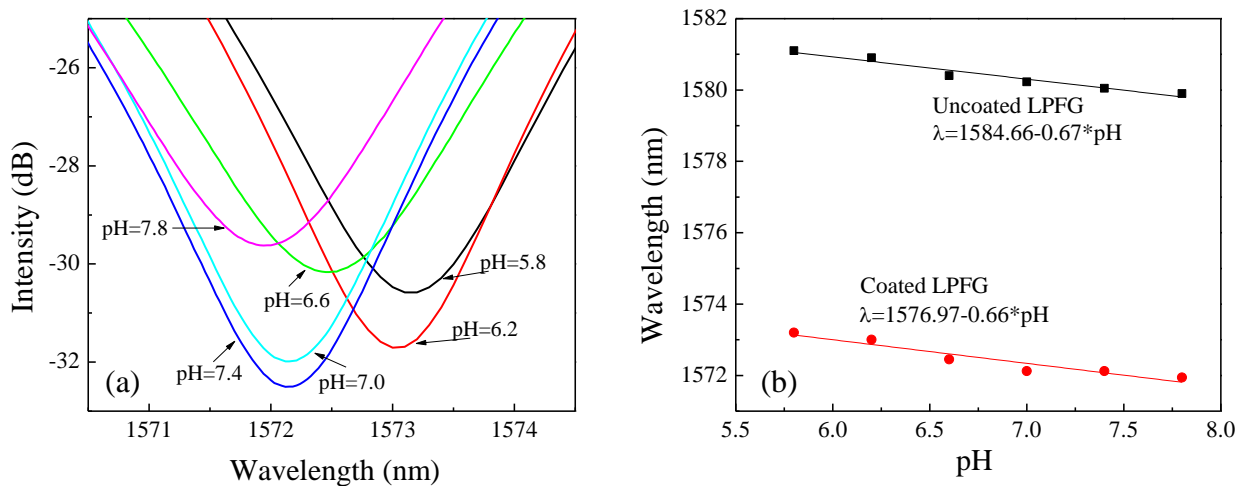 -26
-28
-30
-32
Intensity (dB)
pH=7.8
pH=6.6
pH=5.8
pH=6.2
pH=7.4
pH=7.0
(a)
1571
1572
1573
1574
Wavelength (nm)
1582
1580
1578
1576
1574
1572
Wavelength (nm)
Uncoated LPFG
λ=1584.66-0.67*pH
Coated LPFG
λ=1576.97-0.66*pH
(b)
5.5
6.0
6.5
7.0
7.5
8.0
pH